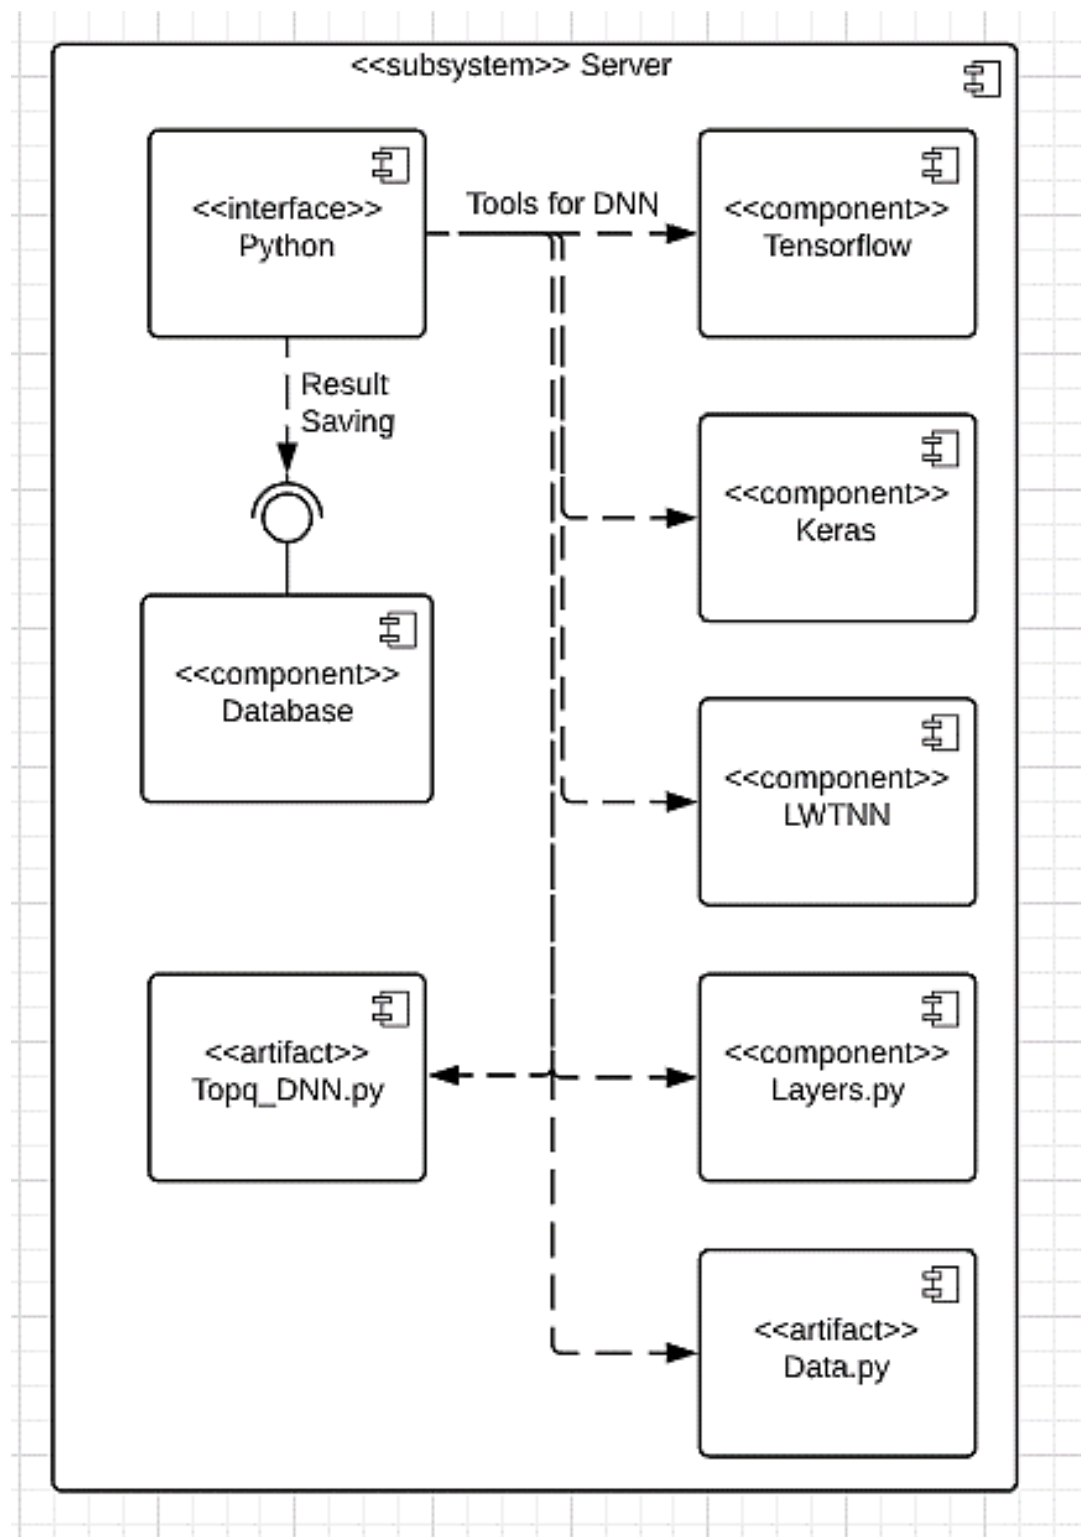 <<subsystem>> Server
<<interface>>
Python
Tools for DNN
<<component>>
Tensorflow
Result
Saving
<<component>>
Keras
<<component>>
Database
<<component>>
LWTNN
<<artifact>>
Topq_DNN.py
<<component>>
Layers.py
<<artifact>>
Data.py